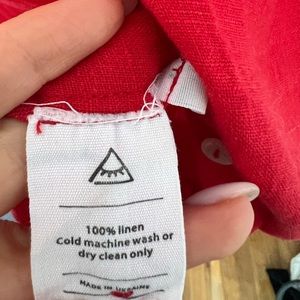 100% linen
cold machine wash or
dry clean only
MADE IN UKRAINE